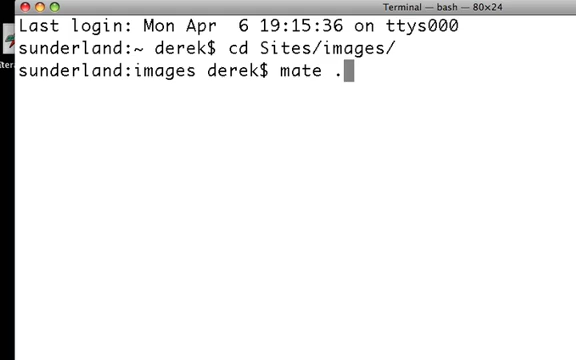 Terminal — bash — 80×24
Last login: Mon Apr  6 19:15:36 on ttys000
sunderland:~ derek$ cd Sites/images/
sunderland:images derek$ mate .